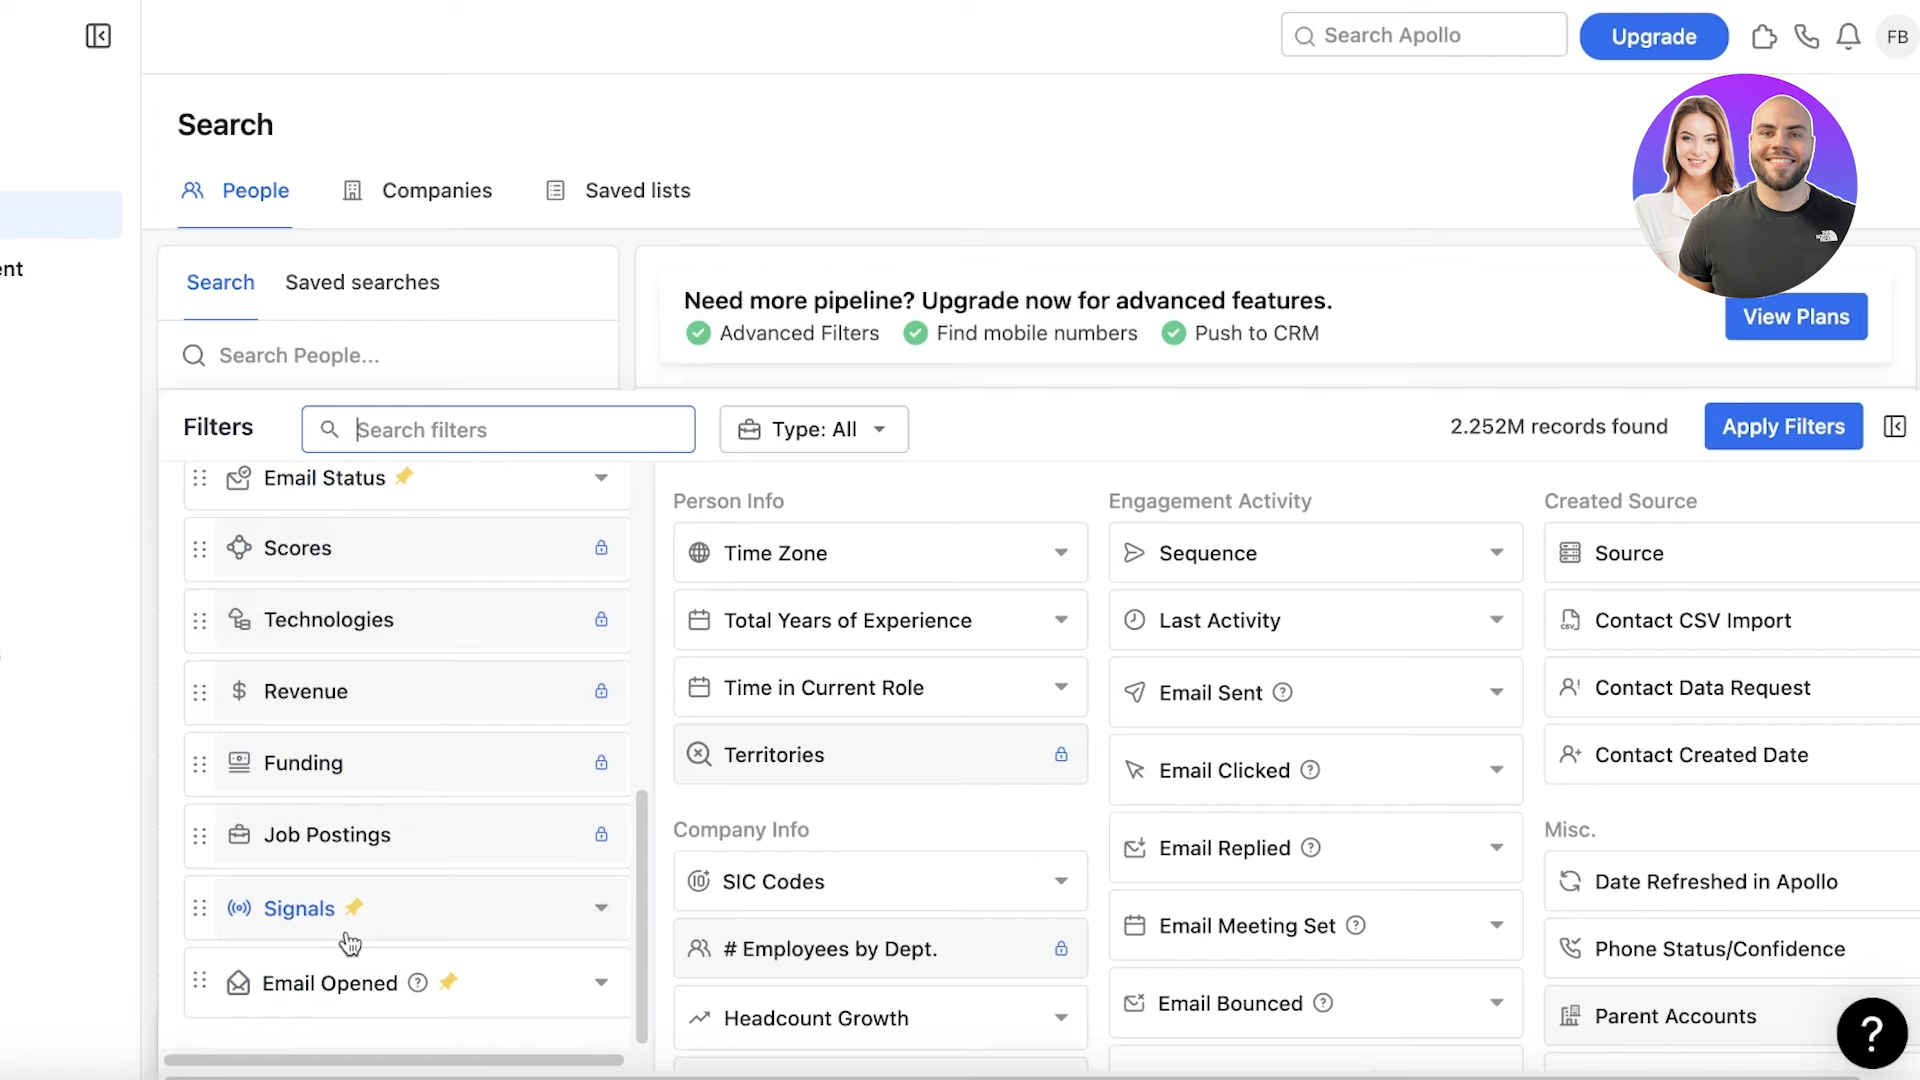 Search Apollo
Upgrade
FB
Search
People
Companies
Saved lists
ent
Search
Saved searches
Search People...
Need more pipeline? Upgrade now for advanced features.
Advanced Filters
Find mobile numbers
Push to CRM
View Plans
Filters
Search filters
Type: All
2.252M records found
Apply Filters
Email Status
Scores
Technologies
Revenue
Funding
Job Postings
Signals
Email Opened
Person Info
Time Zone
Total Years of Experience
Time in Current Role
Territories
Company Info
SIC Codes
# Employees by Dept.
Headcount Growth
Engagement Activity
Sequence
Last Activity
Email Sent
Email Clicked
Email Replied
Email Meeting Set
Email Bounced
Created Source
Source
Contact CSV Import
Contact Data Request
Contact Created Date
Misc.
Date Refreshed in Apollo
Phone Status/Confidence
Parent Accounts
?